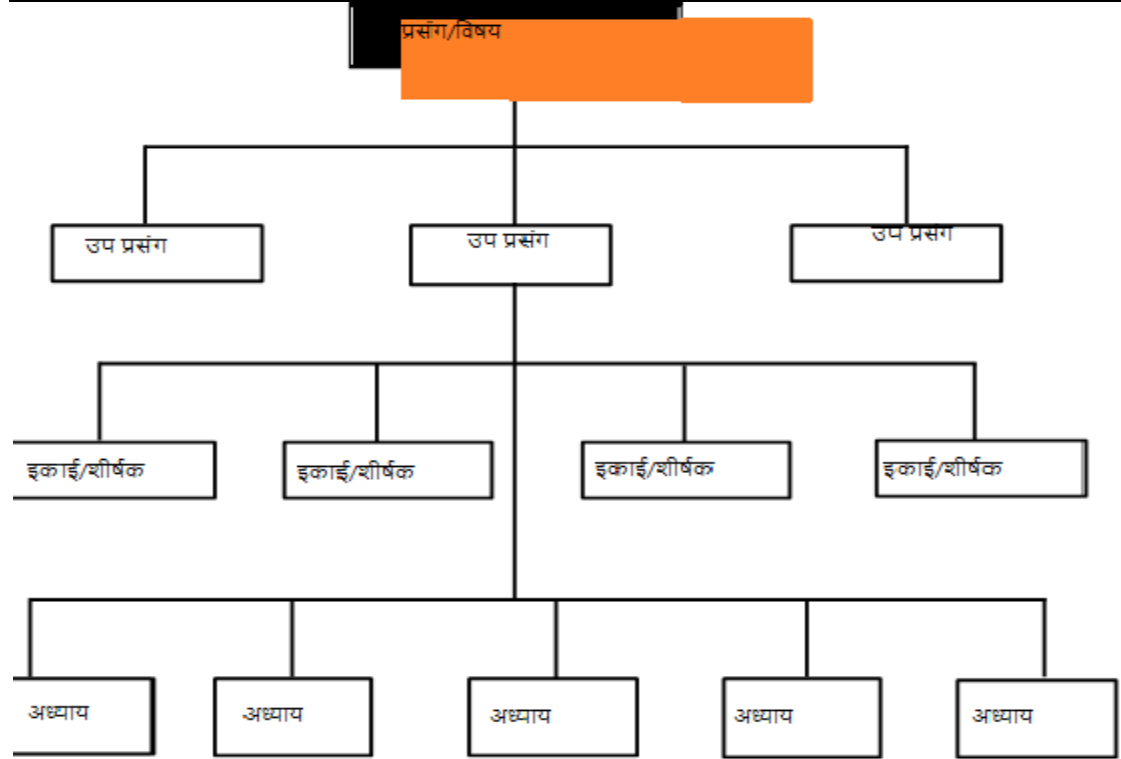 प्रसंग/विषय
उप प्रसंग
उप प्रसंग
उप प्रसंग
इकाई/शीर्षक
इकाई/शीर्षक
इकाई/शीर्षक
इकाई/शीर्षक
अध्याय
अध्याय
अध्याय
अध्याय
अध्याय